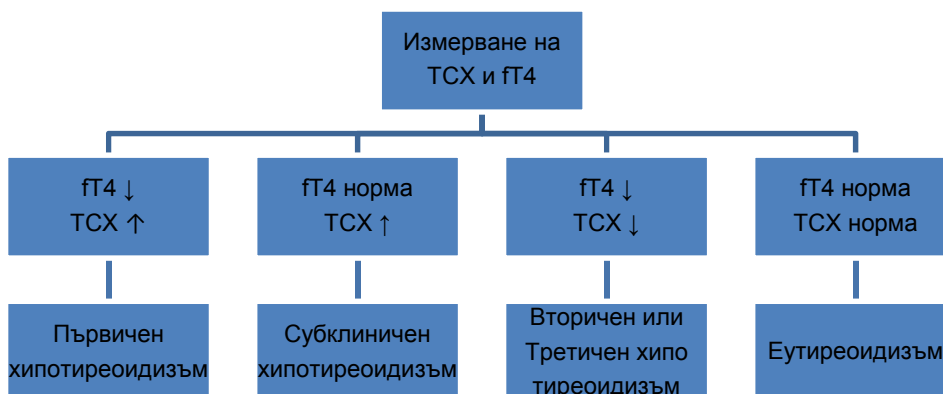 Измерване на
ТСХ и fT4
fT4 ↓
ТСХ ↑
fT4 норма
ТСХ ↑
fT4 ↓
ТСХ ↓
fT4 норма
ТСХ норма
Първичен
хипотиреоидизъм
Субклиничен
хипотиреоидизъм
Вторичен или
Третичен хипо
тиреоидизъм
Еутиреоидизъм